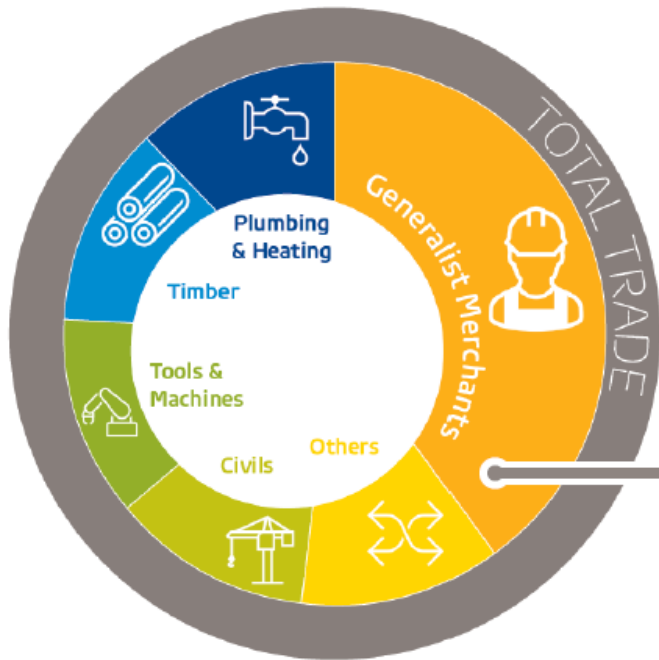 TOTAL TRADE
Generalist Merchants
Plumbing
& Heating
Timber
Tools &
Machines
Civils
Others